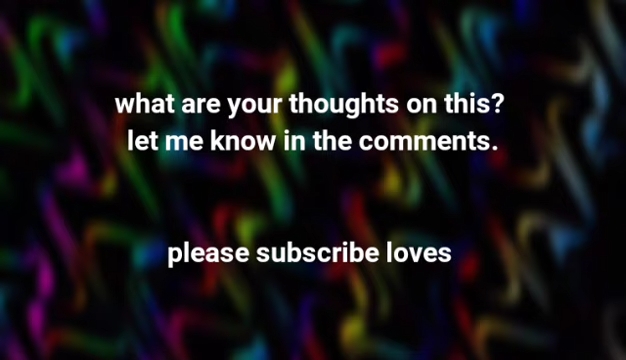 what are your thoughts on this?
let me know in the comments.
please subscribe loves